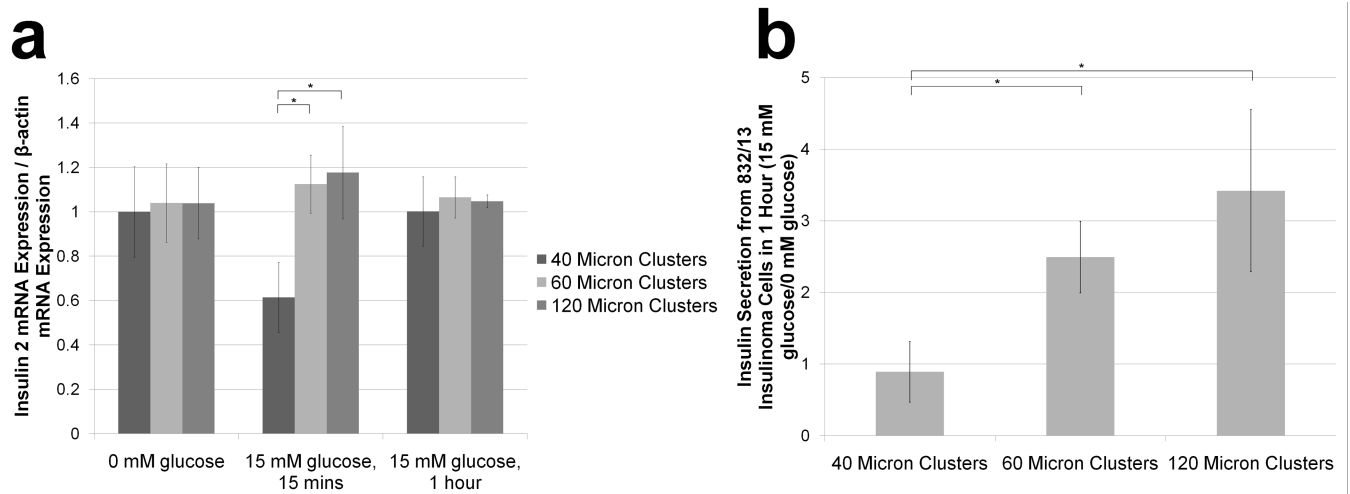 a
Insulin 2 mRNA Expression / β-actin
mRNA Expression
1.6
1.4
1.2
1
0.8
0.6
0.4
0.2
0
*
*
0 mM glucose
15 mM glucose,
15 mins
15 mM glucose,
1 hour
40 Micron Clusters
60 Micron Clusters
120 Micron Clusters
b
Insulin Secretion from 832/13
Insulinoma Cells in 1 Hour (15 mM
glucose/0 mM glucose)
5
4
3
2
1
0
*
*
40 Micron Clusters
60 Micron Clusters
120 Micron Clusters